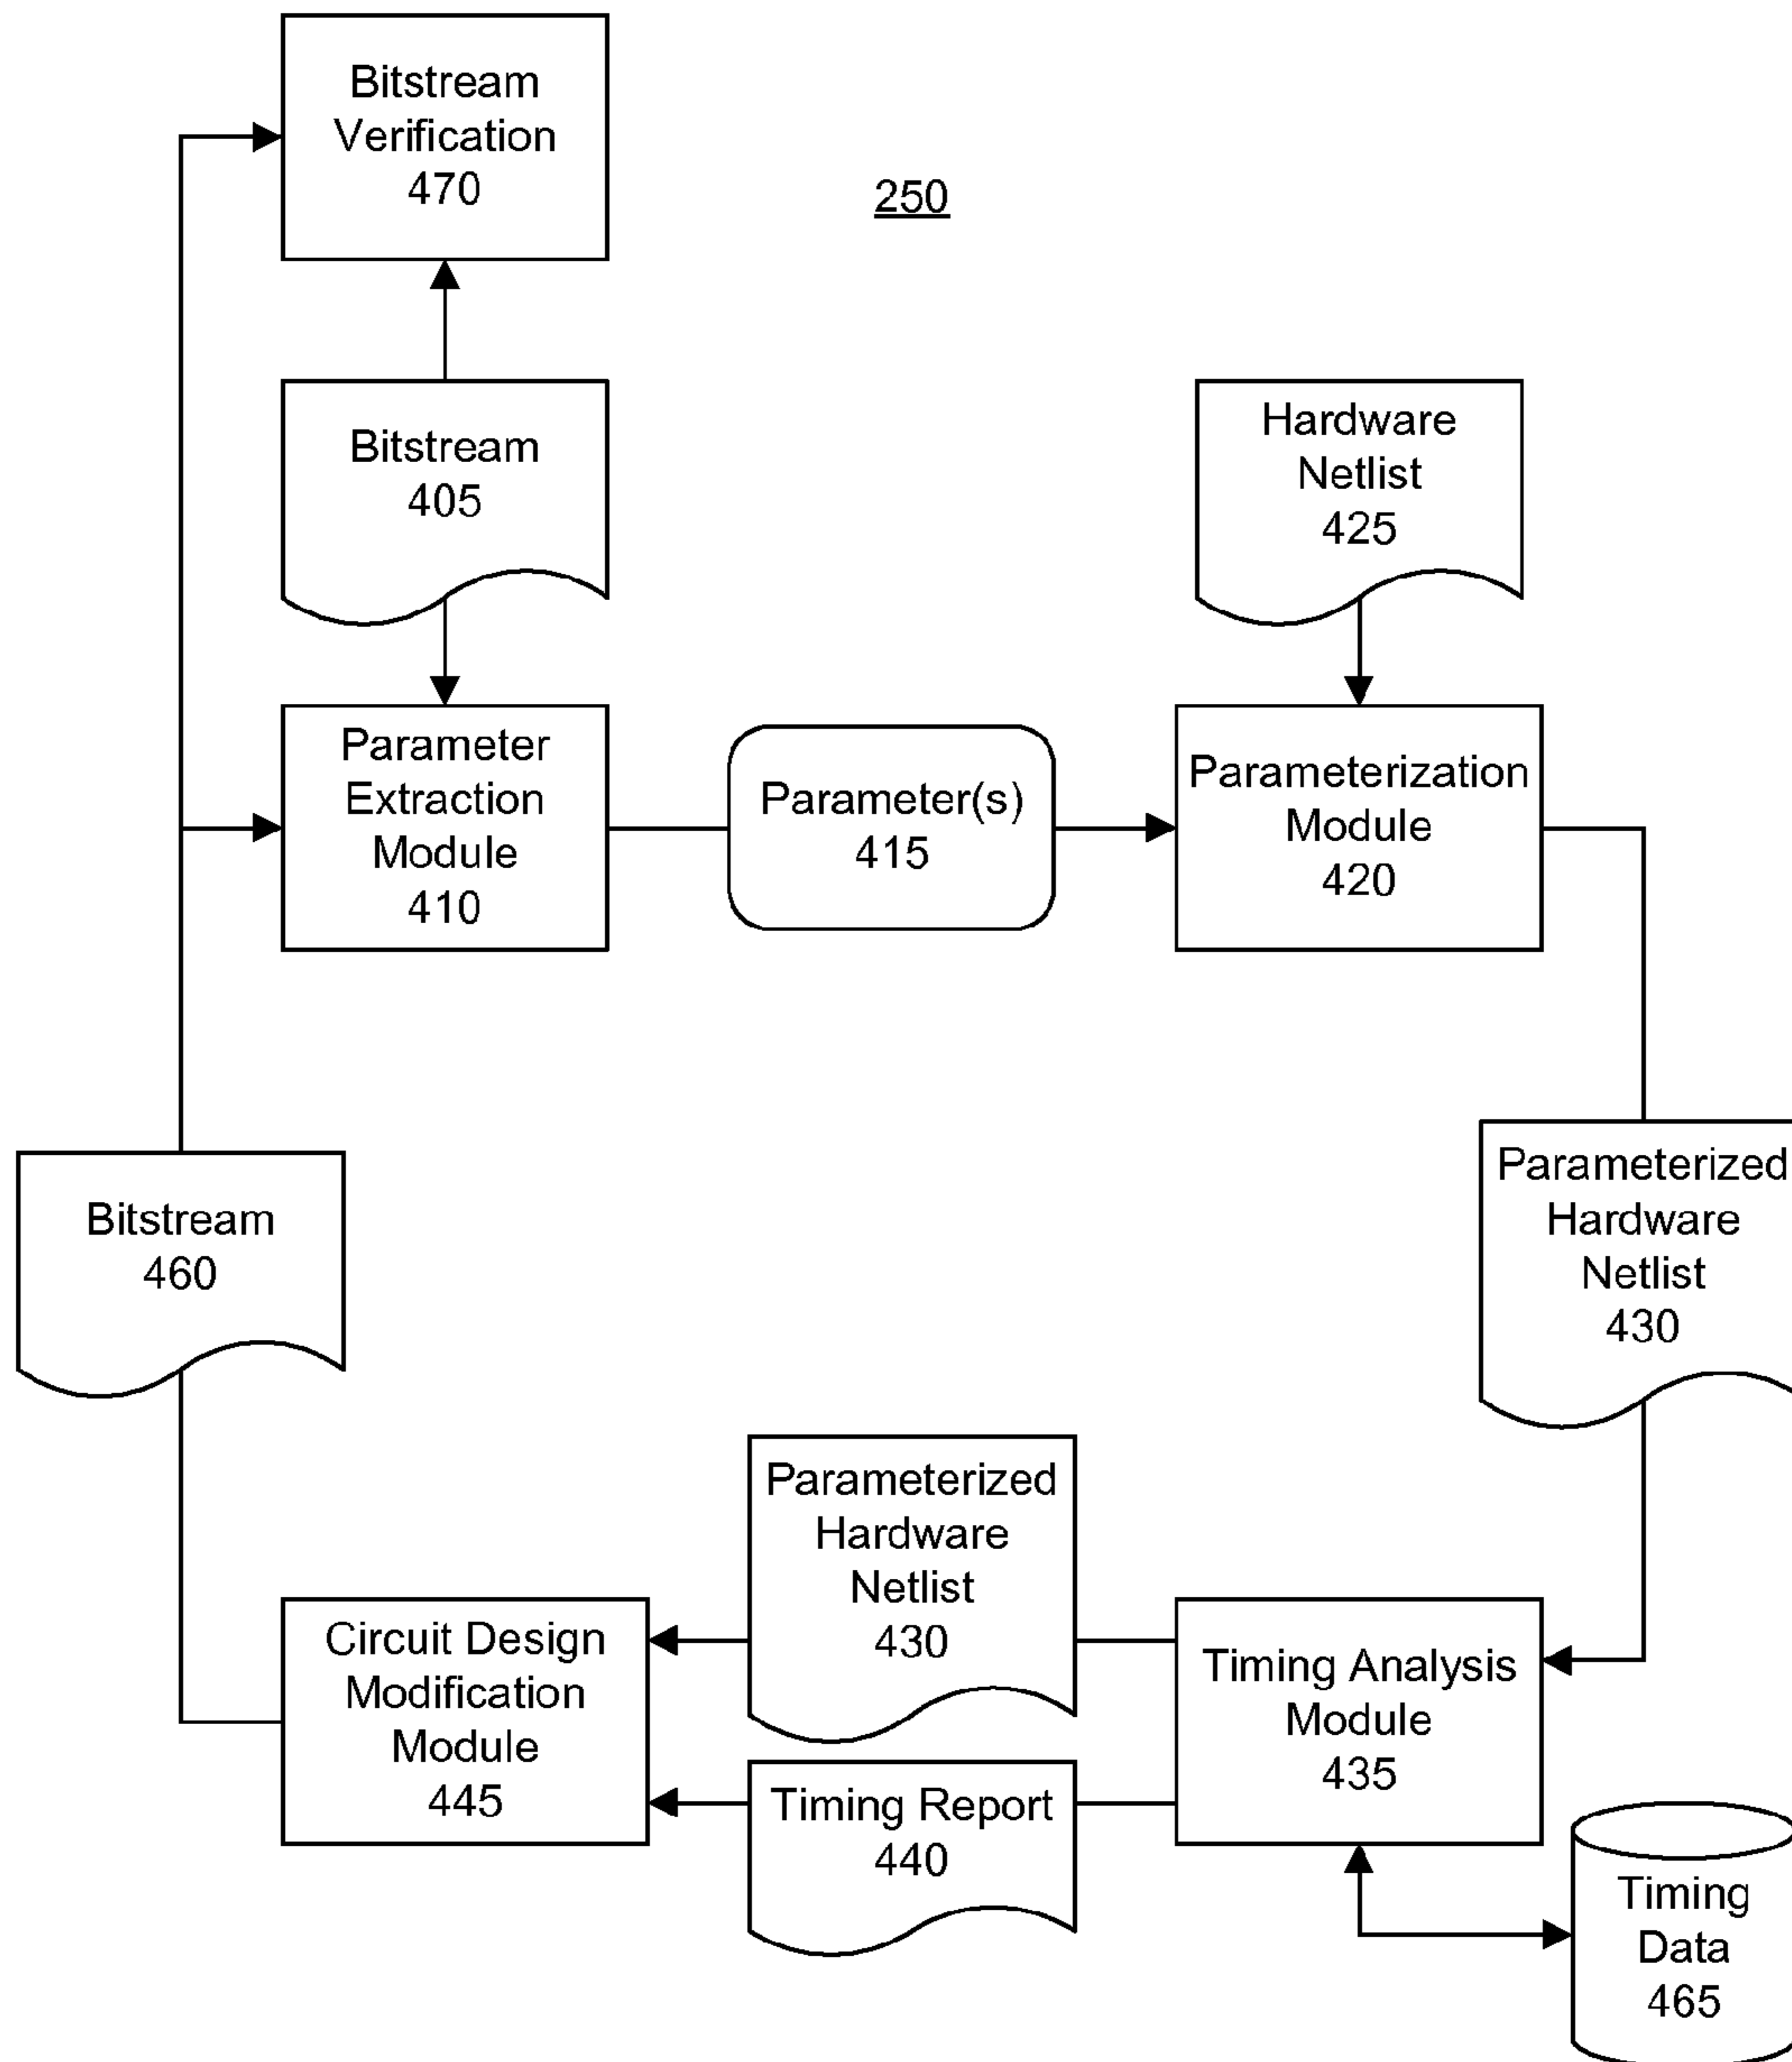 Bitstream
Verification
470
250
Bitstream
405
Hardware
Netlist
425
Parameter
Extraction
Module
410
Parameter(s)
415
Parameterization
Module
420
Bitstream
460
Parameterized
Hardware
Netlist
430
Parameterized
Hardware
Netlist
430
Circuit Design
Modification
Module
445
Timing Analysis
Module
435
Timing Report
440
Timing
Data
465